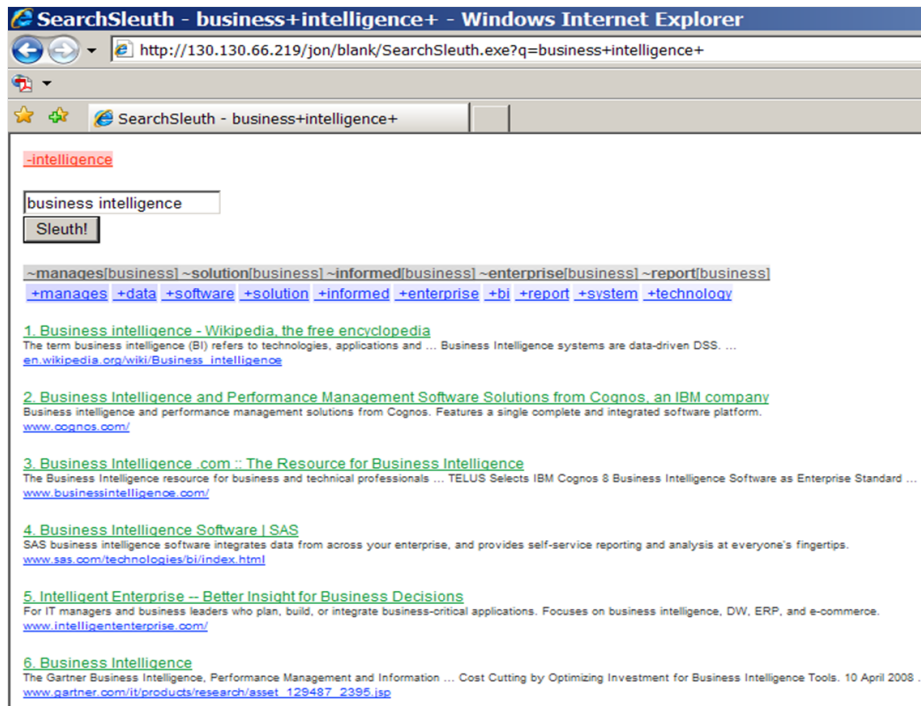 SearchSleuth - business+intelligence+ - Windows Internet Explorer
http://130.130.66.219/jon/blank/SearchSleuth.exe?q=business+intelligence+
SearchSleuth - business+intelligence+
-intelligence
business intelligence
Sleuth!
~manages[business] ~solution[business] ~informed[business] ~enterprise[business] ~report[business]
+manages +data +software +solution +informed +enterprise +bi +report +system +technology
1. Business intelligence - Wikipedia, the free encyclopedia
The term business intelligence (BI) refers to technologies, applications and ... Business Intelligence systems are data-driven DSS. ...
en.wikipedia.org/wiki/Business_intelligence
2. Business Intelligence and Performance Management Software Solutions from Cognos, an IBM company
Business intelligence and performance management solutions from Cognos. Features a single complete and integrated software platform.
www.cognos.com/
3. Business Intelligence .com :: The Resource for Business Intelligence
The Business Intelligence resource for business and technical professionals ... TELUS Selects IBM Cognos 8 Business Intelligence Software as Enterprise Standard ...
www.businessintelligence.com/
4. Business Intelligence Software | SAS
SAS business intelligence software integrates data from across your enterprise, and provides self-service reporting and analysis at everyone's fingertips.
www.sas.com/technologies/bi/index.html
5. Intelligent Enterprise -- Better Insight for Business Decisions
For IT managers and business leaders who plan, build, or integrate business-critical applications. Focuses on business intelligence, DW, ERP, and e-commerce.
www.intelligententerprise.com/
6. Business Intelligence
The Gartner Business Intelligence, Performance Management and Information ... Cost Cutting by Optimizing Investment for Business Intelligence Tools. 10 April 2008 .
www.gartner.com/it/products/research/asset_129487_2395.jsp